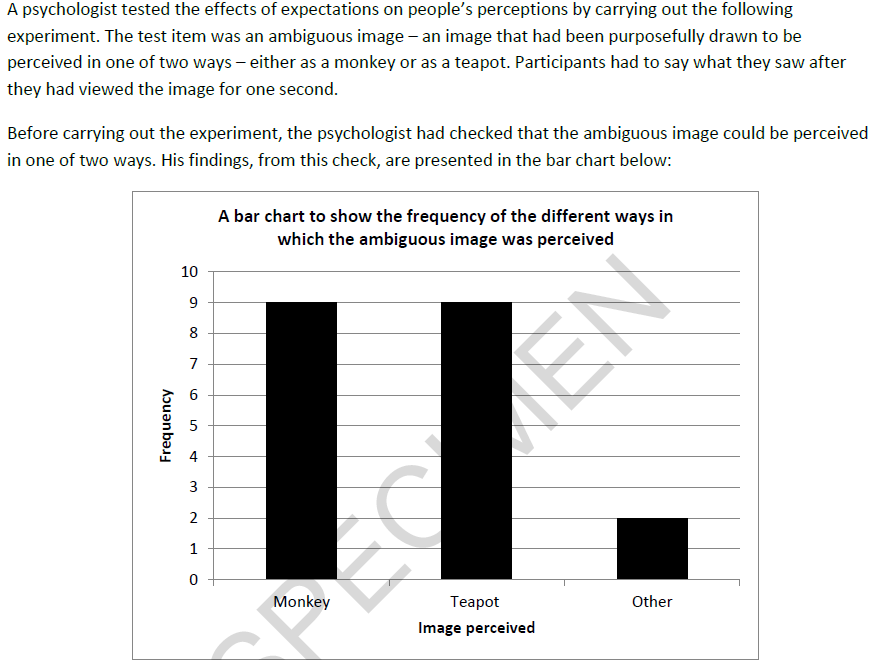 A psychologist tested the effects of expectations on people's perceptions by carrying out the following
experiment. The test item was an ambiguous image – an image that had been purposefully drawn to be
perceived in one of two ways – either as a monkey or as a teapot. Participants had to say what they saw after
they had viewed the image for one second.
Before carrying out the experiment, the psychologist had checked that the ambiguous image could be perceived
in one of two ways. His findings, from this check, are presented in the bar chart below:
A bar chart to show the frequency of the different ways in
which the ambiguous image was perceived
10
9
8
7
6
5
4
3
2
1
0
Frequency
Monkey Teapot Other
Image perceived
SPECIMEN